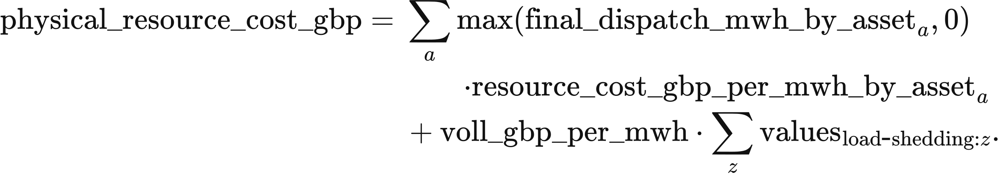 physical_resource_cost_gbp = ∑_a max(final_dispatch_mwh_by_asset_a, 0)
·resource_cost_gbp_per_mwh_by_asset_a
+ voll_gbp_per_mwh · ∑_z values_load-shedding:z.